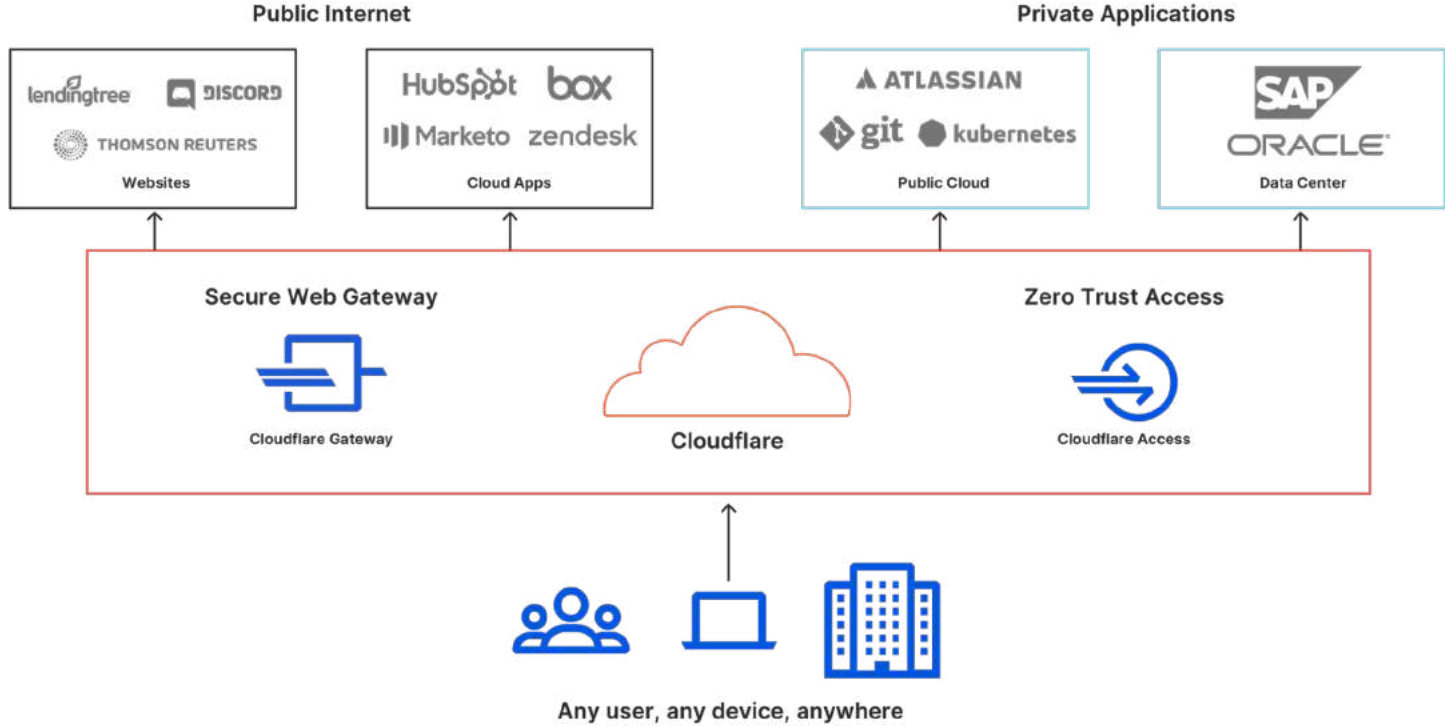 Public Internet
Private Applications
lendingtree
DISCORD
THOMSON REUTERS
Websites
HubSpot
box
Marketo
zendesk
Cloud Apps
ATLASSIAN
git
kubernetes
Public Cloud
SAP
ORACLE®
Data Center
Secure Web Gateway
Cloudflare Gateway
Cloudflare
Zero Trust Access
Cloudflare Access
Any user, any device, anywhere